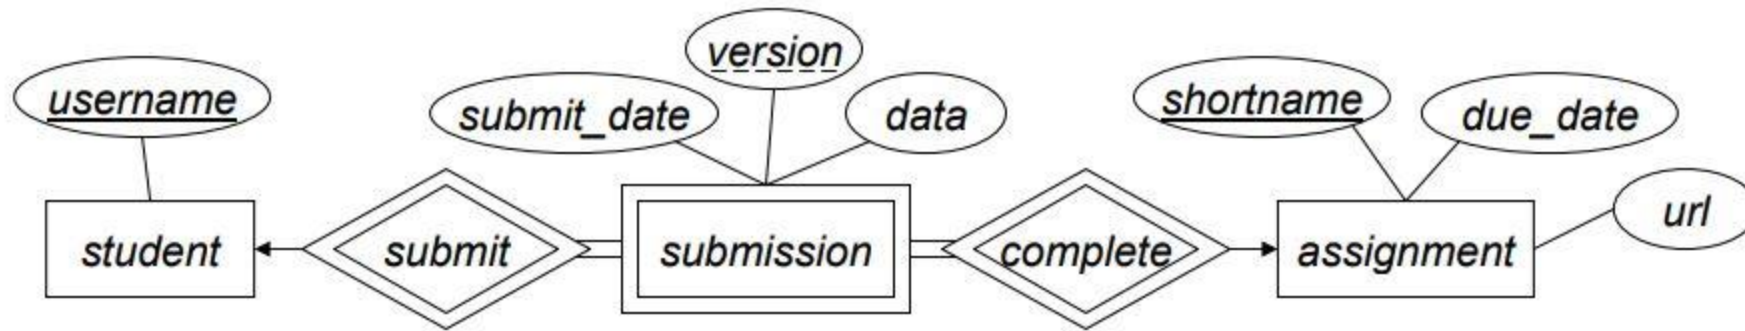 version
username
submit_date
data
shortname
due_date
url
student
submit
submission
complete
assignment